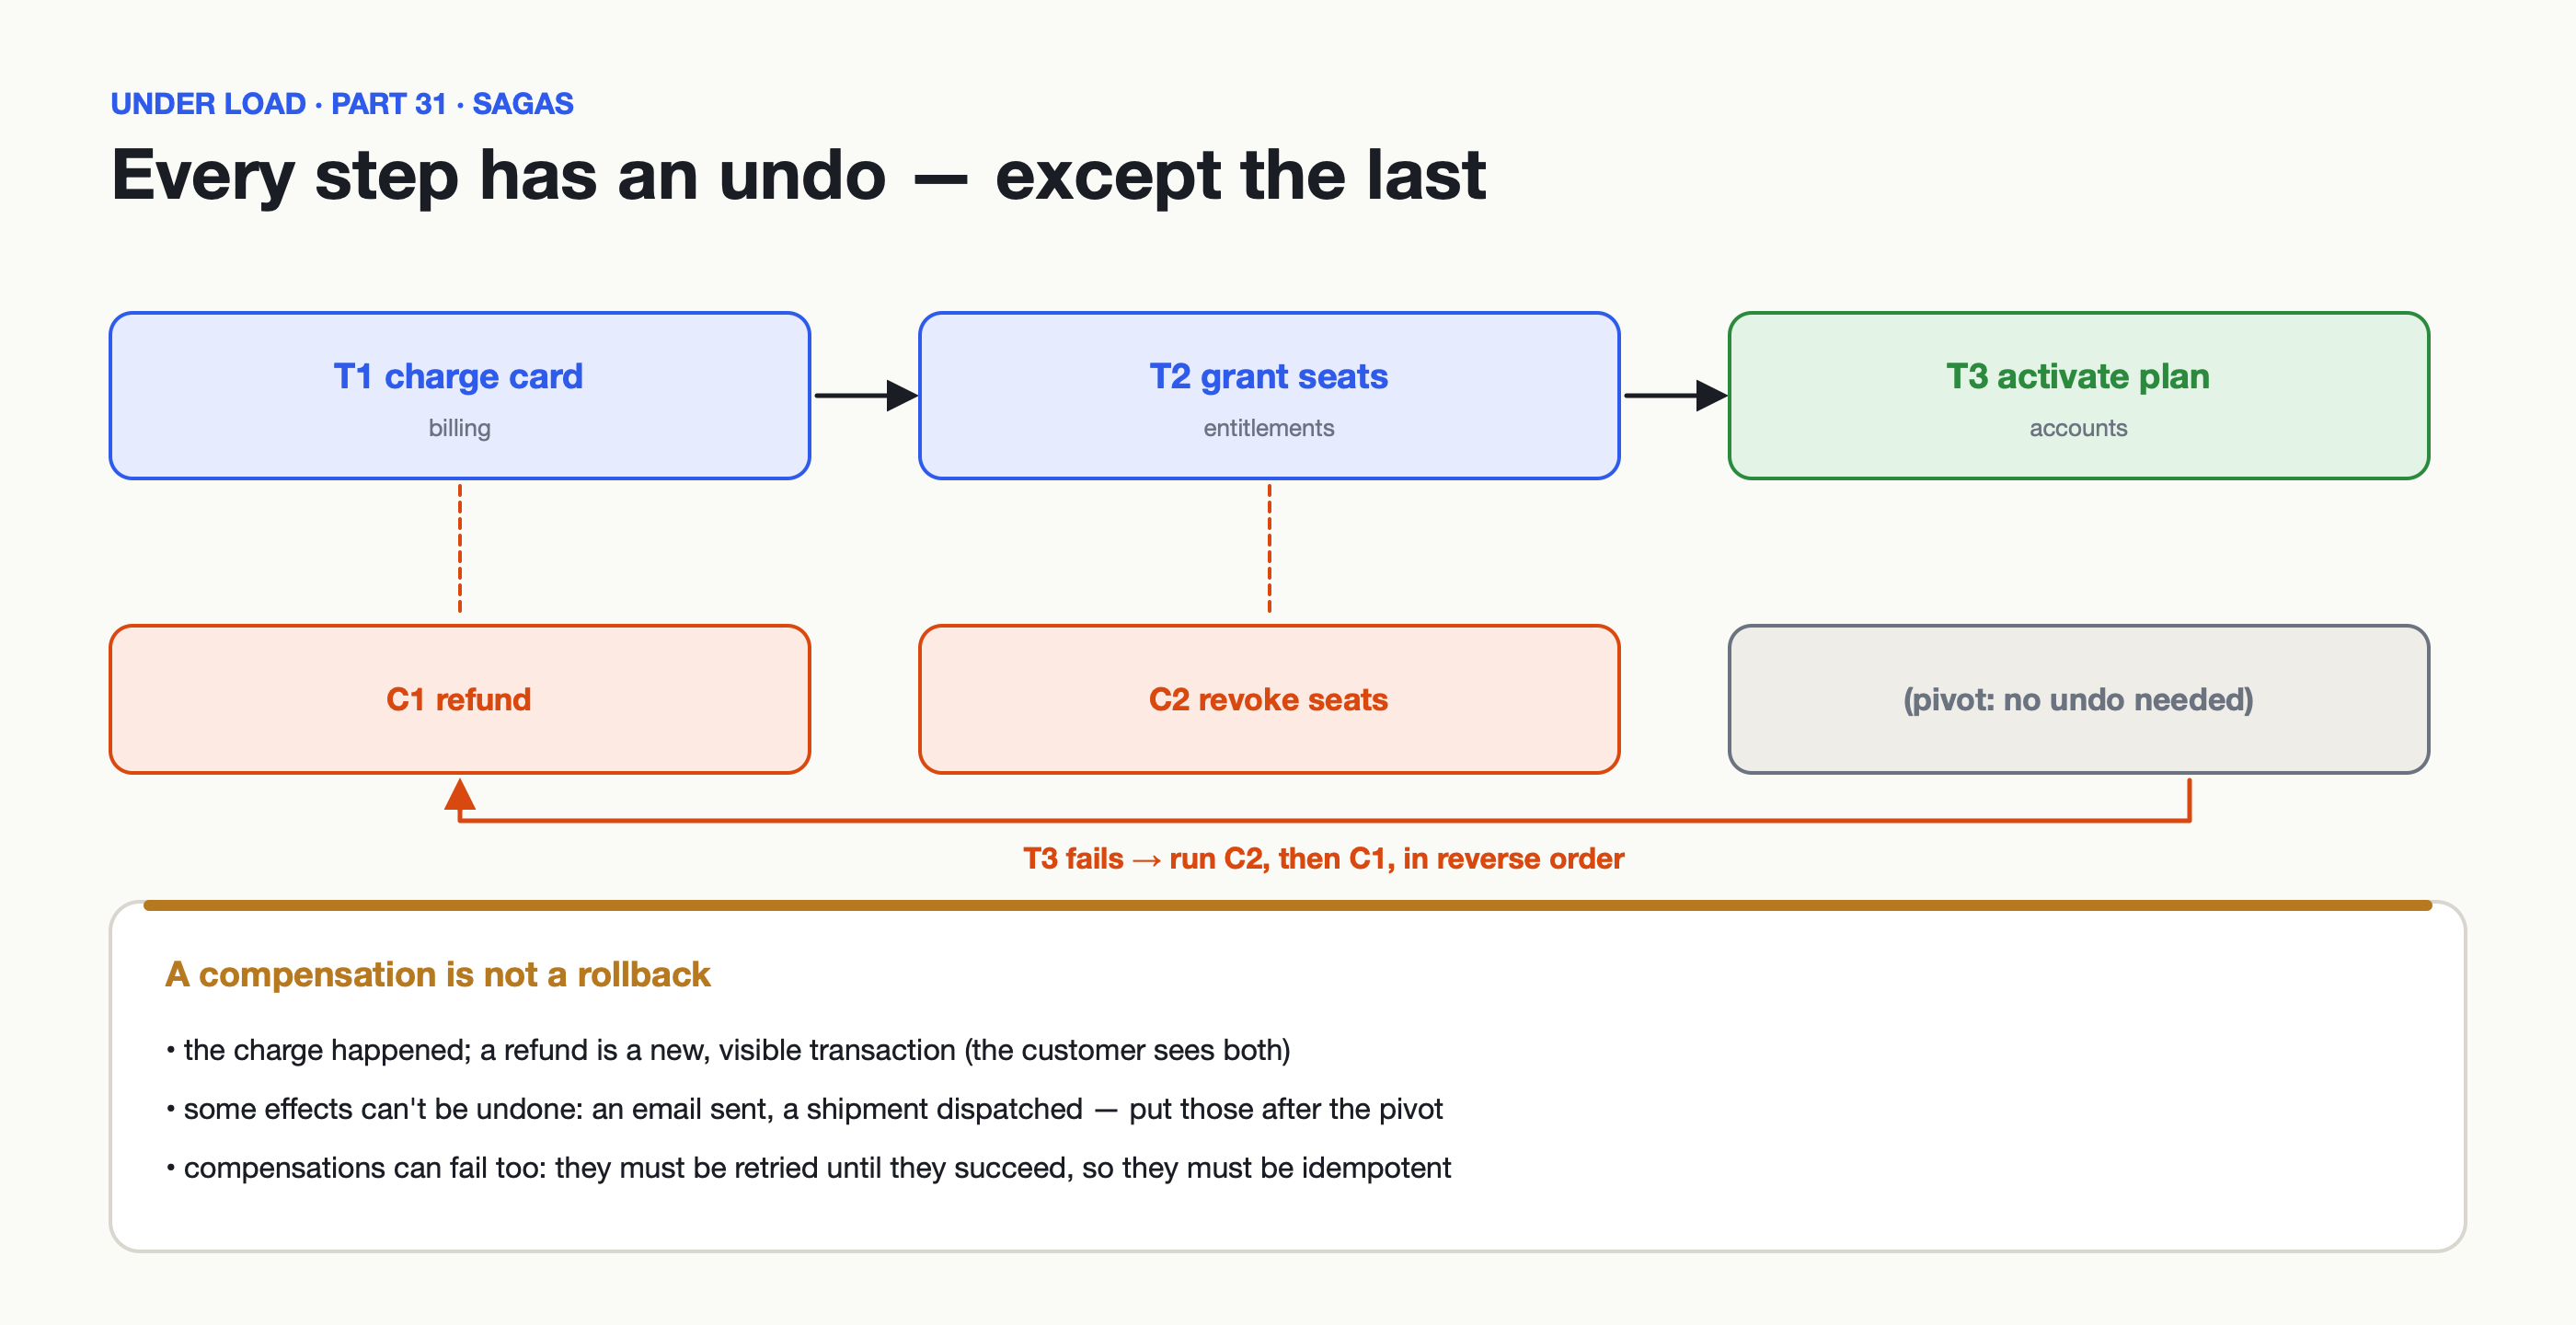 UNDER LOAD · PART 31 · SAGAS
Every step has an undo — except the last
T1 charge card
billing
T2 grant seats
entitlements
T3 activate plan
accounts
C1 refund
C2 revoke seats
(pivot: no undo needed)
T3 fails → run C2, then C1, in reverse order
A compensation is not a rollback
• the charge happened; a refund is a new, visible transaction (the customer sees both)
• some effects can't be undone: an email sent, a shipment dispatched — put those after the pivot
• compensations can fail too: they must be retried until they succeed, so they must be idempotent